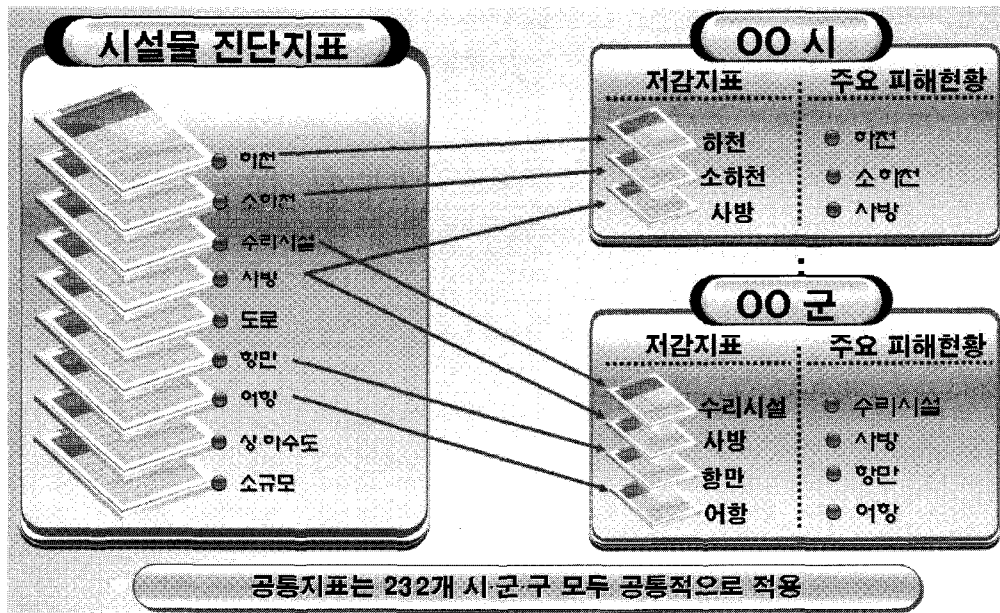 시설물 진단지표
하천
소하천
수리시설
사방
도로
항만
어항
상하수도
소규모
OO 시
저감지표
주요 피해현황
하천
소하천
사방
하천
소하천
사방
OO 군
저감지표
주요 피해현황
수리시설
사방
항만
어항
수리시설
사방
항만
어항
공통지표는 232개 시·군·구 모두 공통적으로 적용